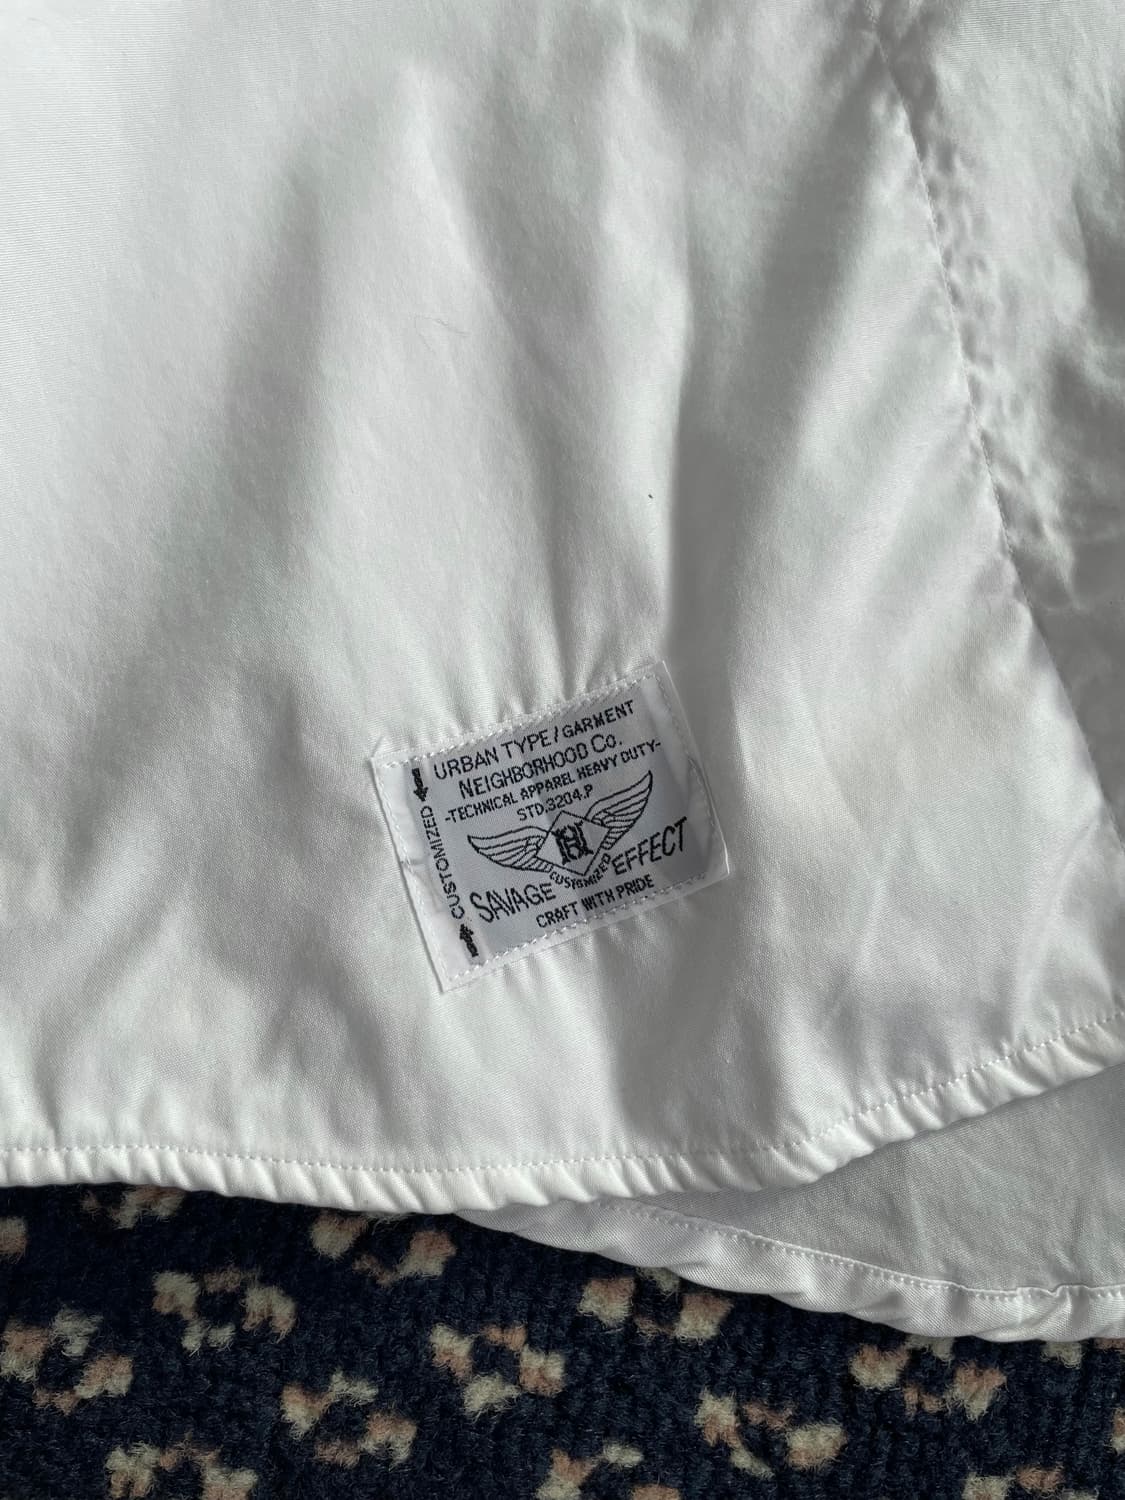 URBAN TYPE/GARMENT
NEIGHBORHOOD CO.
-TECHNICAL APPAREL HEAVY DUTY-
STD.3204.P
CUSTOMIZED
H
CUSTOMIZED
SAVAGE EFFECT
CRAFT WITH PRIDE